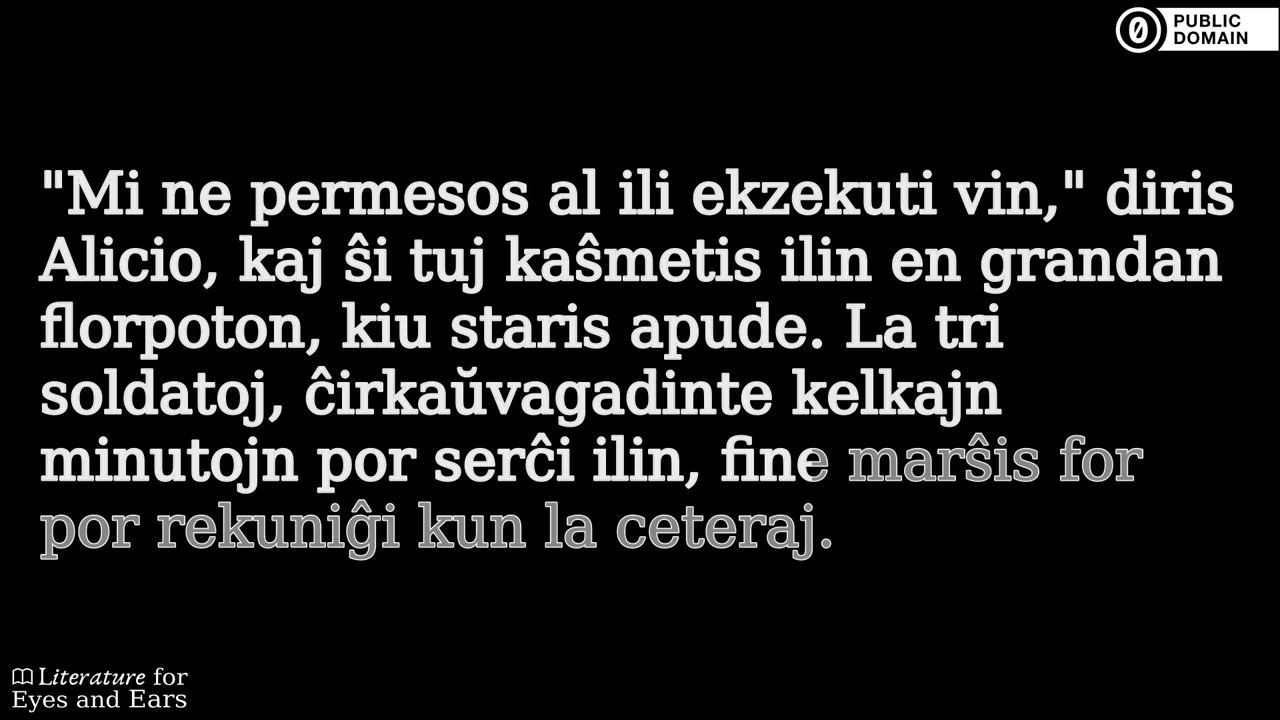 PUBLIC
DOMAIN
"Mi ne permesos al ili ekzekuti vin," diris
Alicio, kaj ŝi tuj kaŝmetis ilin en grandan
florpoton, kiu staris apude. La tri
soldatoj, ĉirkaŭvagadinte kelkajn
minutojn por serĉi ilin, fine marŝis for
por rekuniĝi kun la ceteraj.
Literature for
Eyes and Ears